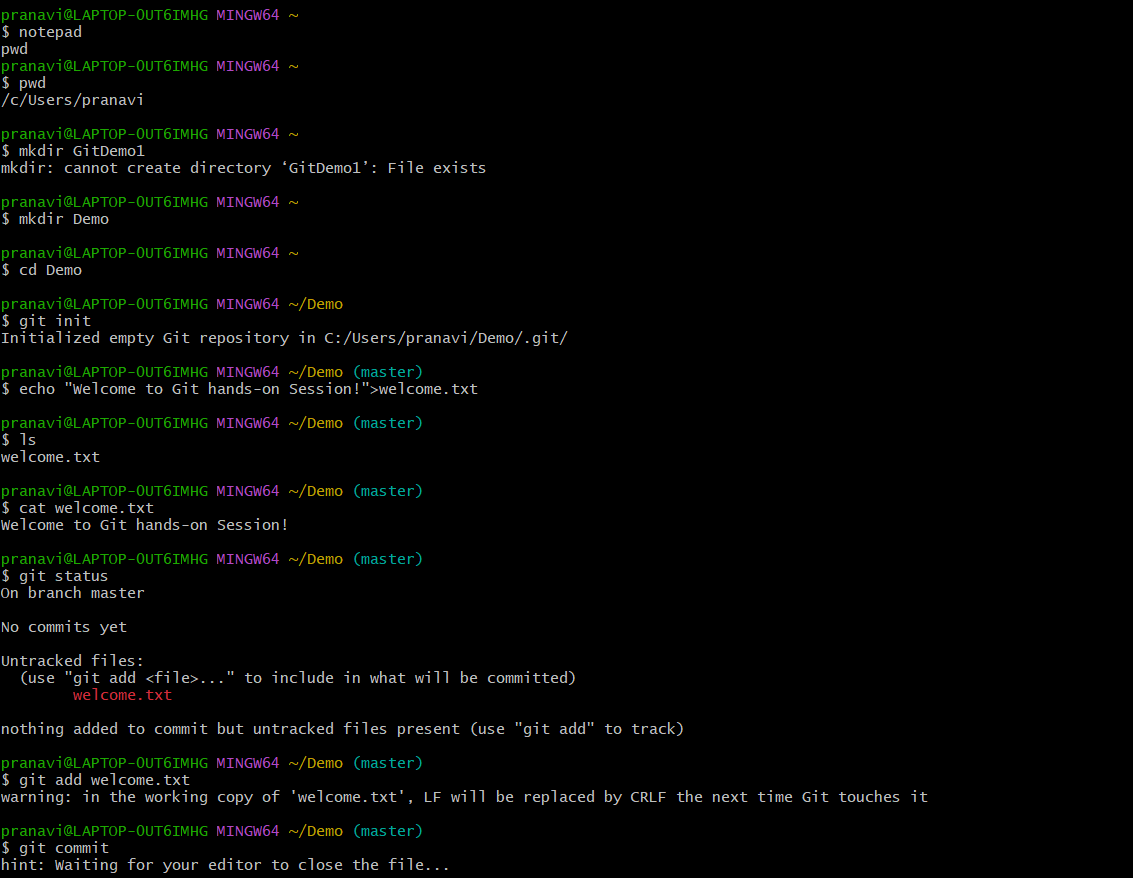 pranavi@LAPTOP-OUT6IMHG MINGW64 ~
$ notepad
pwd
pranavi@LAPTOP-OUT6IMHG MINGW64 ~
$ pwd
/c/Users/pranavi
pranavi@LAPTOP-OUT6IMHG MINGW64 ~
$ mkdir GitDemo1
mkdir: cannot create directory ‘GitDemo1’: File exists
pranavi@LAPTOP-OUT6IMHG MINGW64 ~
$ mkdir Demo
pranavi@LAPTOP-OUT6IMHG MINGW64 ~
$ cd Demo
pranavi@LAPTOP-OUT6IMHG MINGW64 ~/Demo
$ git init
Initialized empty Git repository in C:/Users/pranavi/Demo/.git/
pranavi@LAPTOP-OUT6IMHG MINGW64 ~/Demo (master)
$ echo "Welcome to Git hands-on Session!">welcome.txt
pranavi@LAPTOP-OUT6IMHG MINGW64 ~/Demo (master)
$ ls
welcome.txt
pranavi@LAPTOP-OUT6IMHG MINGW64 ~/Demo (master)
$ cat welcome.txt
Welcome to Git hands-on Session!
pranavi@LAPTOP-OUT6IMHG MINGW64 ~/Demo (master)
$ git status
On branch master
No commits yet
Untracked files:
  (use "git add <file>..." to include in what will be committed)
        welcome.txt
nothing added to commit but untracked files present (use "git add" to track)
pranavi@LAPTOP-OUT6IMHG MINGW64 ~/Demo (master)
$ git add welcome.txt
warning: in the working copy of 'welcome.txt', LF will be replaced by CRLF the next time Git touches it
pranavi@LAPTOP-OUT6IMHG MINGW64 ~/Demo (master)
$ git commit
hint: Waiting for your editor to close the file...